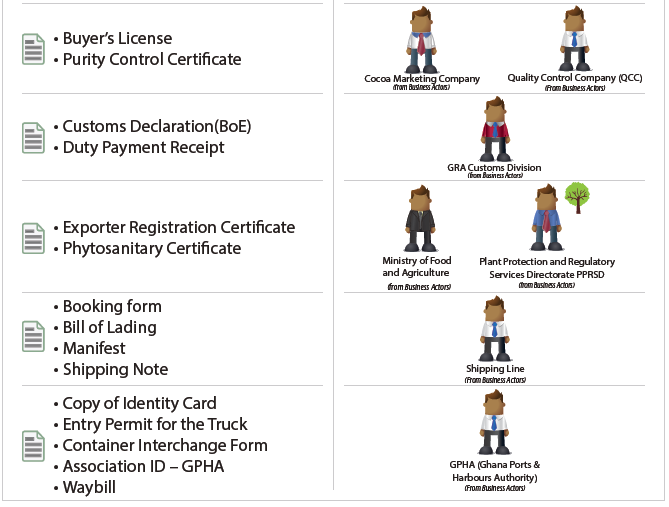 • Buyer's License
• Purity Control Certificate
Cocoa Marketing Company
(from Business Actors)
Quality Control Company (QCC)
(From Business Actors)
• Customs Declaration(BoE)
• Duty Payment Receipt
GRA Customs Division
(from Business Actors)
• Exporter Registration Certificate
• Phytosanitary Certificate
Ministry of Food
and Agriculture
(from Business Actors)
Plant Protection and Regulatory
Services Directorate PPRSD
(from Business Actors)
• Booking form
• Bill of Lading
• Manifest
• Shipping Note
Shipping Line
(From Business Actors)
• Copy of Identity Card
• Entry Permit for the Truck
• Container Interchange Form
• Association ID – GPHA
• Waybill
GPHA (Ghana Ports &
Harbours Authority)
(From Business Actors)